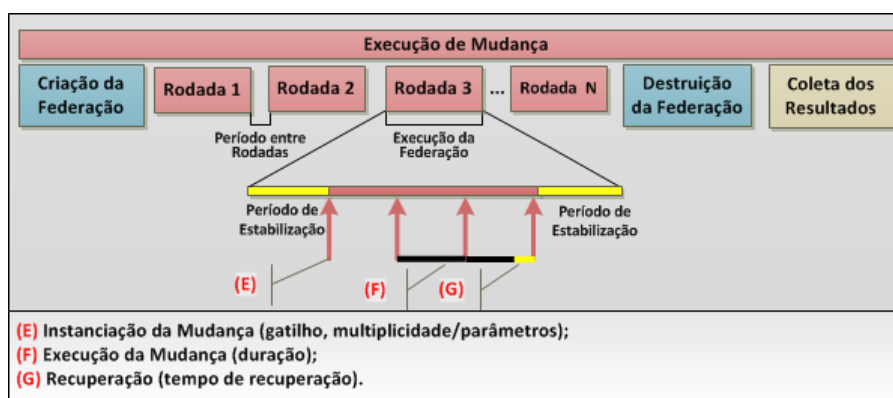 Execução de Mudança
Criação da
Federação
Rodada 1
Rodada 2
Rodada 3
...
Rodada N
Destruição
da Federação
Coleta dos
Resultados
Período entre
Rodadas
Execução da
Federação
Período de
Estabilização
Período de
Estabilização
(E)
(F)
(G)
(E) Instanciação da Mudança (gatilho, multiplicidade/parâmetros);
(F) Execução da Mudança (duração);
(G) Recuperação (tempo de recuperação).